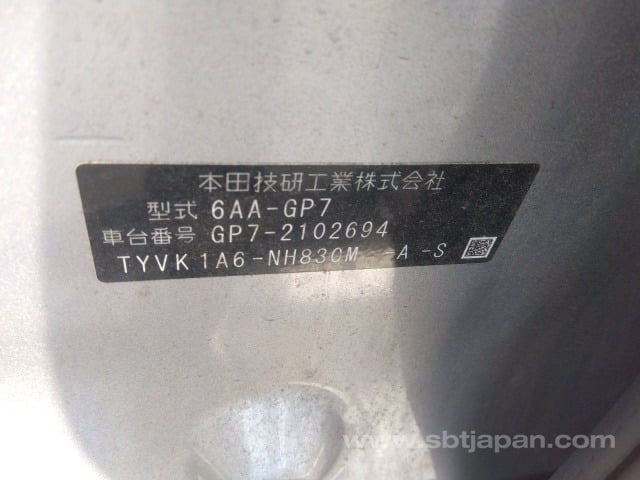 本田技研工業株式会社
型式 6AA-GP7
車台番号 GP7-2102694
TYVK1A6-NH830M -A-S
www.sbtjapan.com